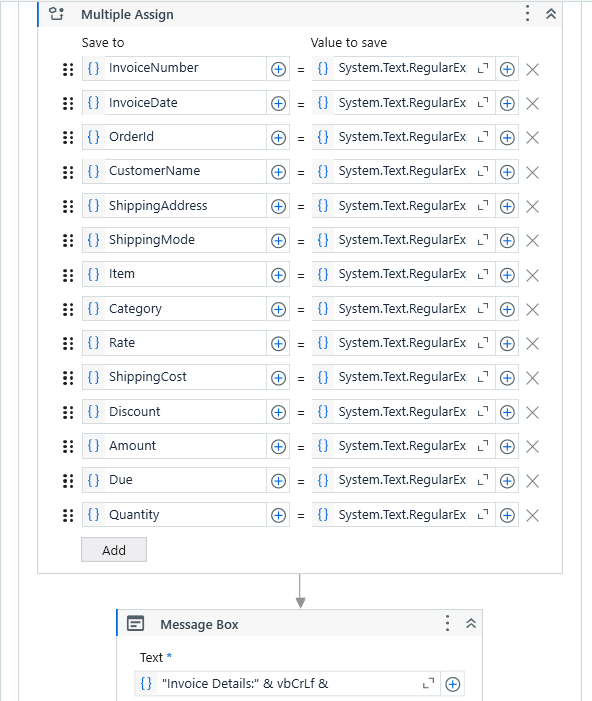 Multiple Assign
Save to Value to save
{} InvoiceNumber = {} System.Text.RegularEx
{} InvoiceDate = {} System.Text.RegularEx
{} OrderId = {} System.Text.RegularEx
{} CustomerName = {} System.Text.RegularEx
{} ShippingAddress = {} System.Text.RegularEx
{} ShippingMode = {} System.Text.RegularEx
{} Item = {} System.Text.RegularEx
{} Category = {} System.Text.RegularEx
{} Rate = {} System.Text.RegularEx
{} ShippingCost = {} System.Text.RegularEx
{} Discount = {} System.Text.RegularEx
{} Amount = {} System.Text.RegularEx
{} Due = {} System.Text.RegularEx
{} Quantity = {} System.Text.RegularEx
Add
Message Box
Text *
{} "Invoice Details:" & vbCrLf &